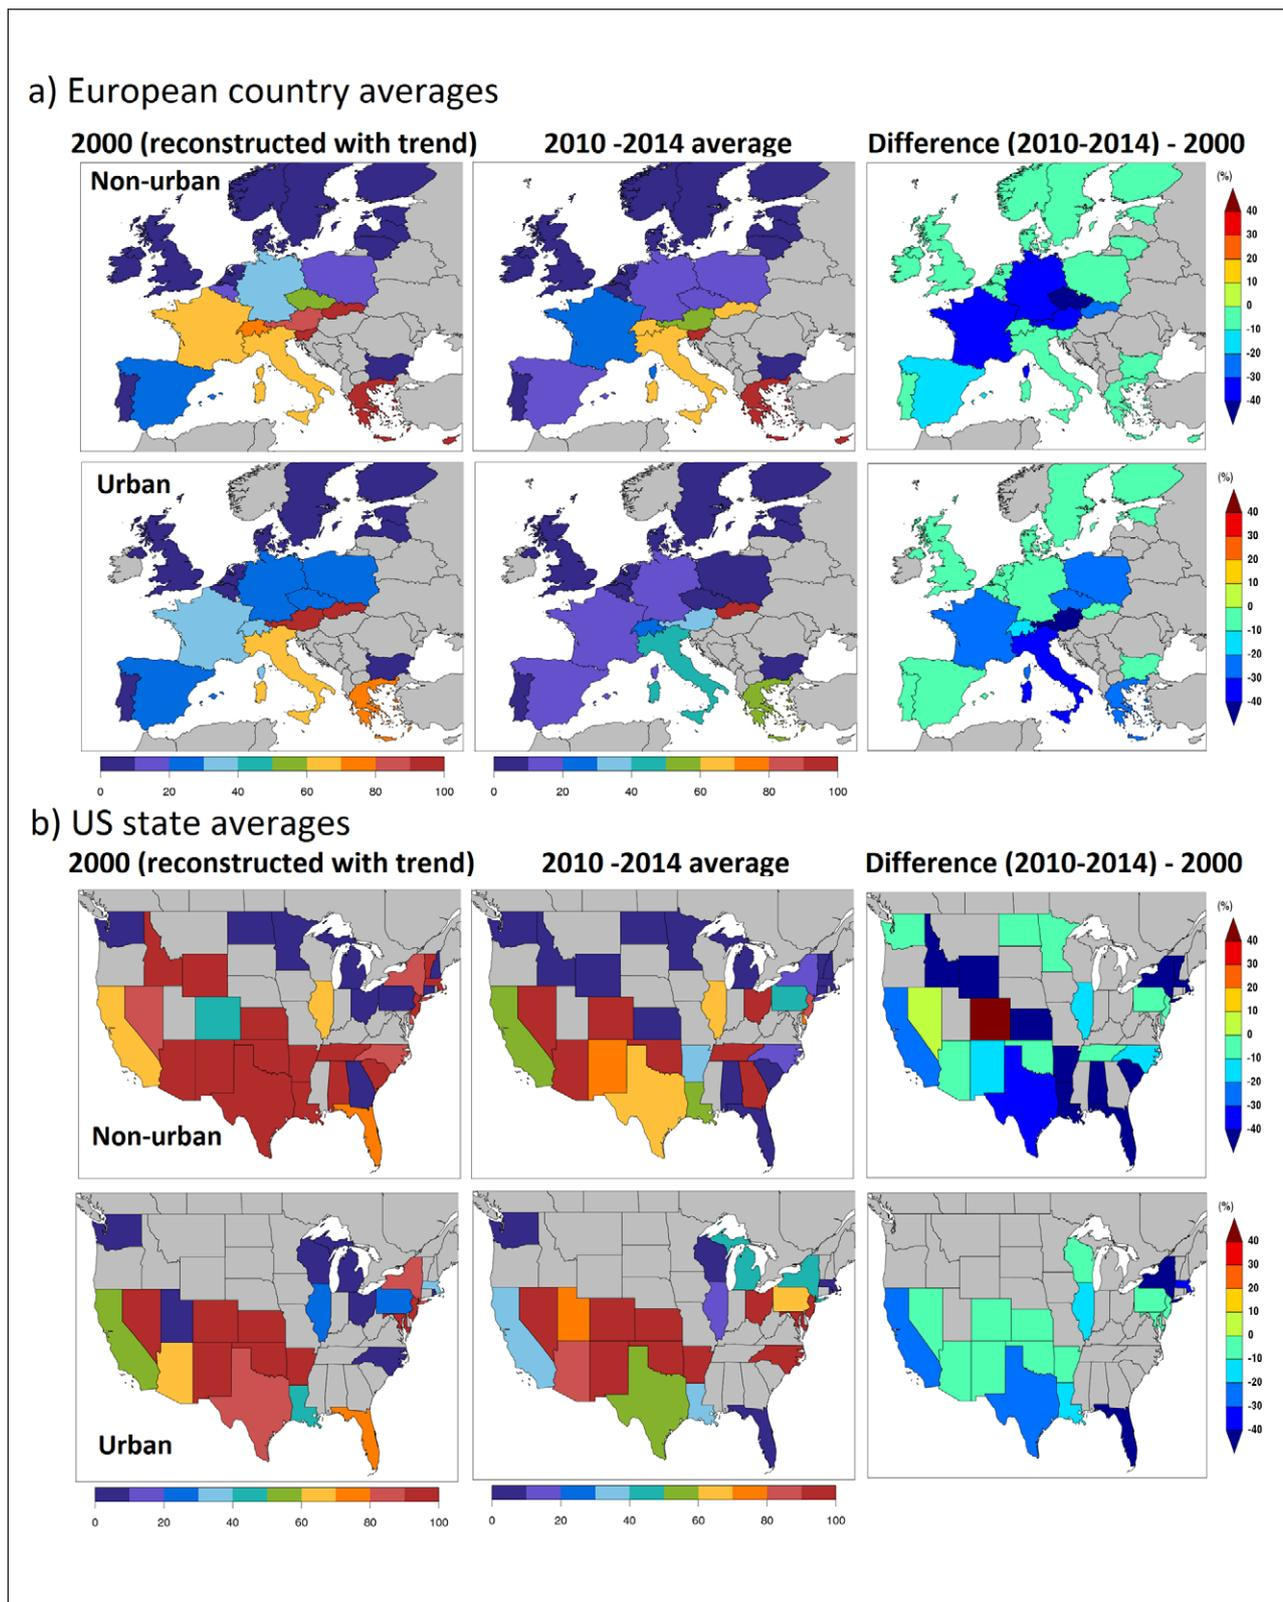 a) European country averages
2000 (reconstructed with trend)
2010 -2014 average
Difference (2010-2014) - 2000
Non-urban
(%)
40
30
20
10
0
-10
-20
-30
-40
Urban
(%)
40
30
20
10
0
-10
-20
-30
-40
0 20 40 60 80 100
0 20 40 60 80 100
b) US state averages
2000 (reconstructed with trend)
2010 -2014 average
Difference (2010-2014) - 2000
(%)
40
30
20
10
0
-10
-20
-30
-40
Non-urban
(%)
40
30
20
10
0
-10
-20
-30
-40
Urban
0 20 40 60 80 100
0 20 40 60 80 100